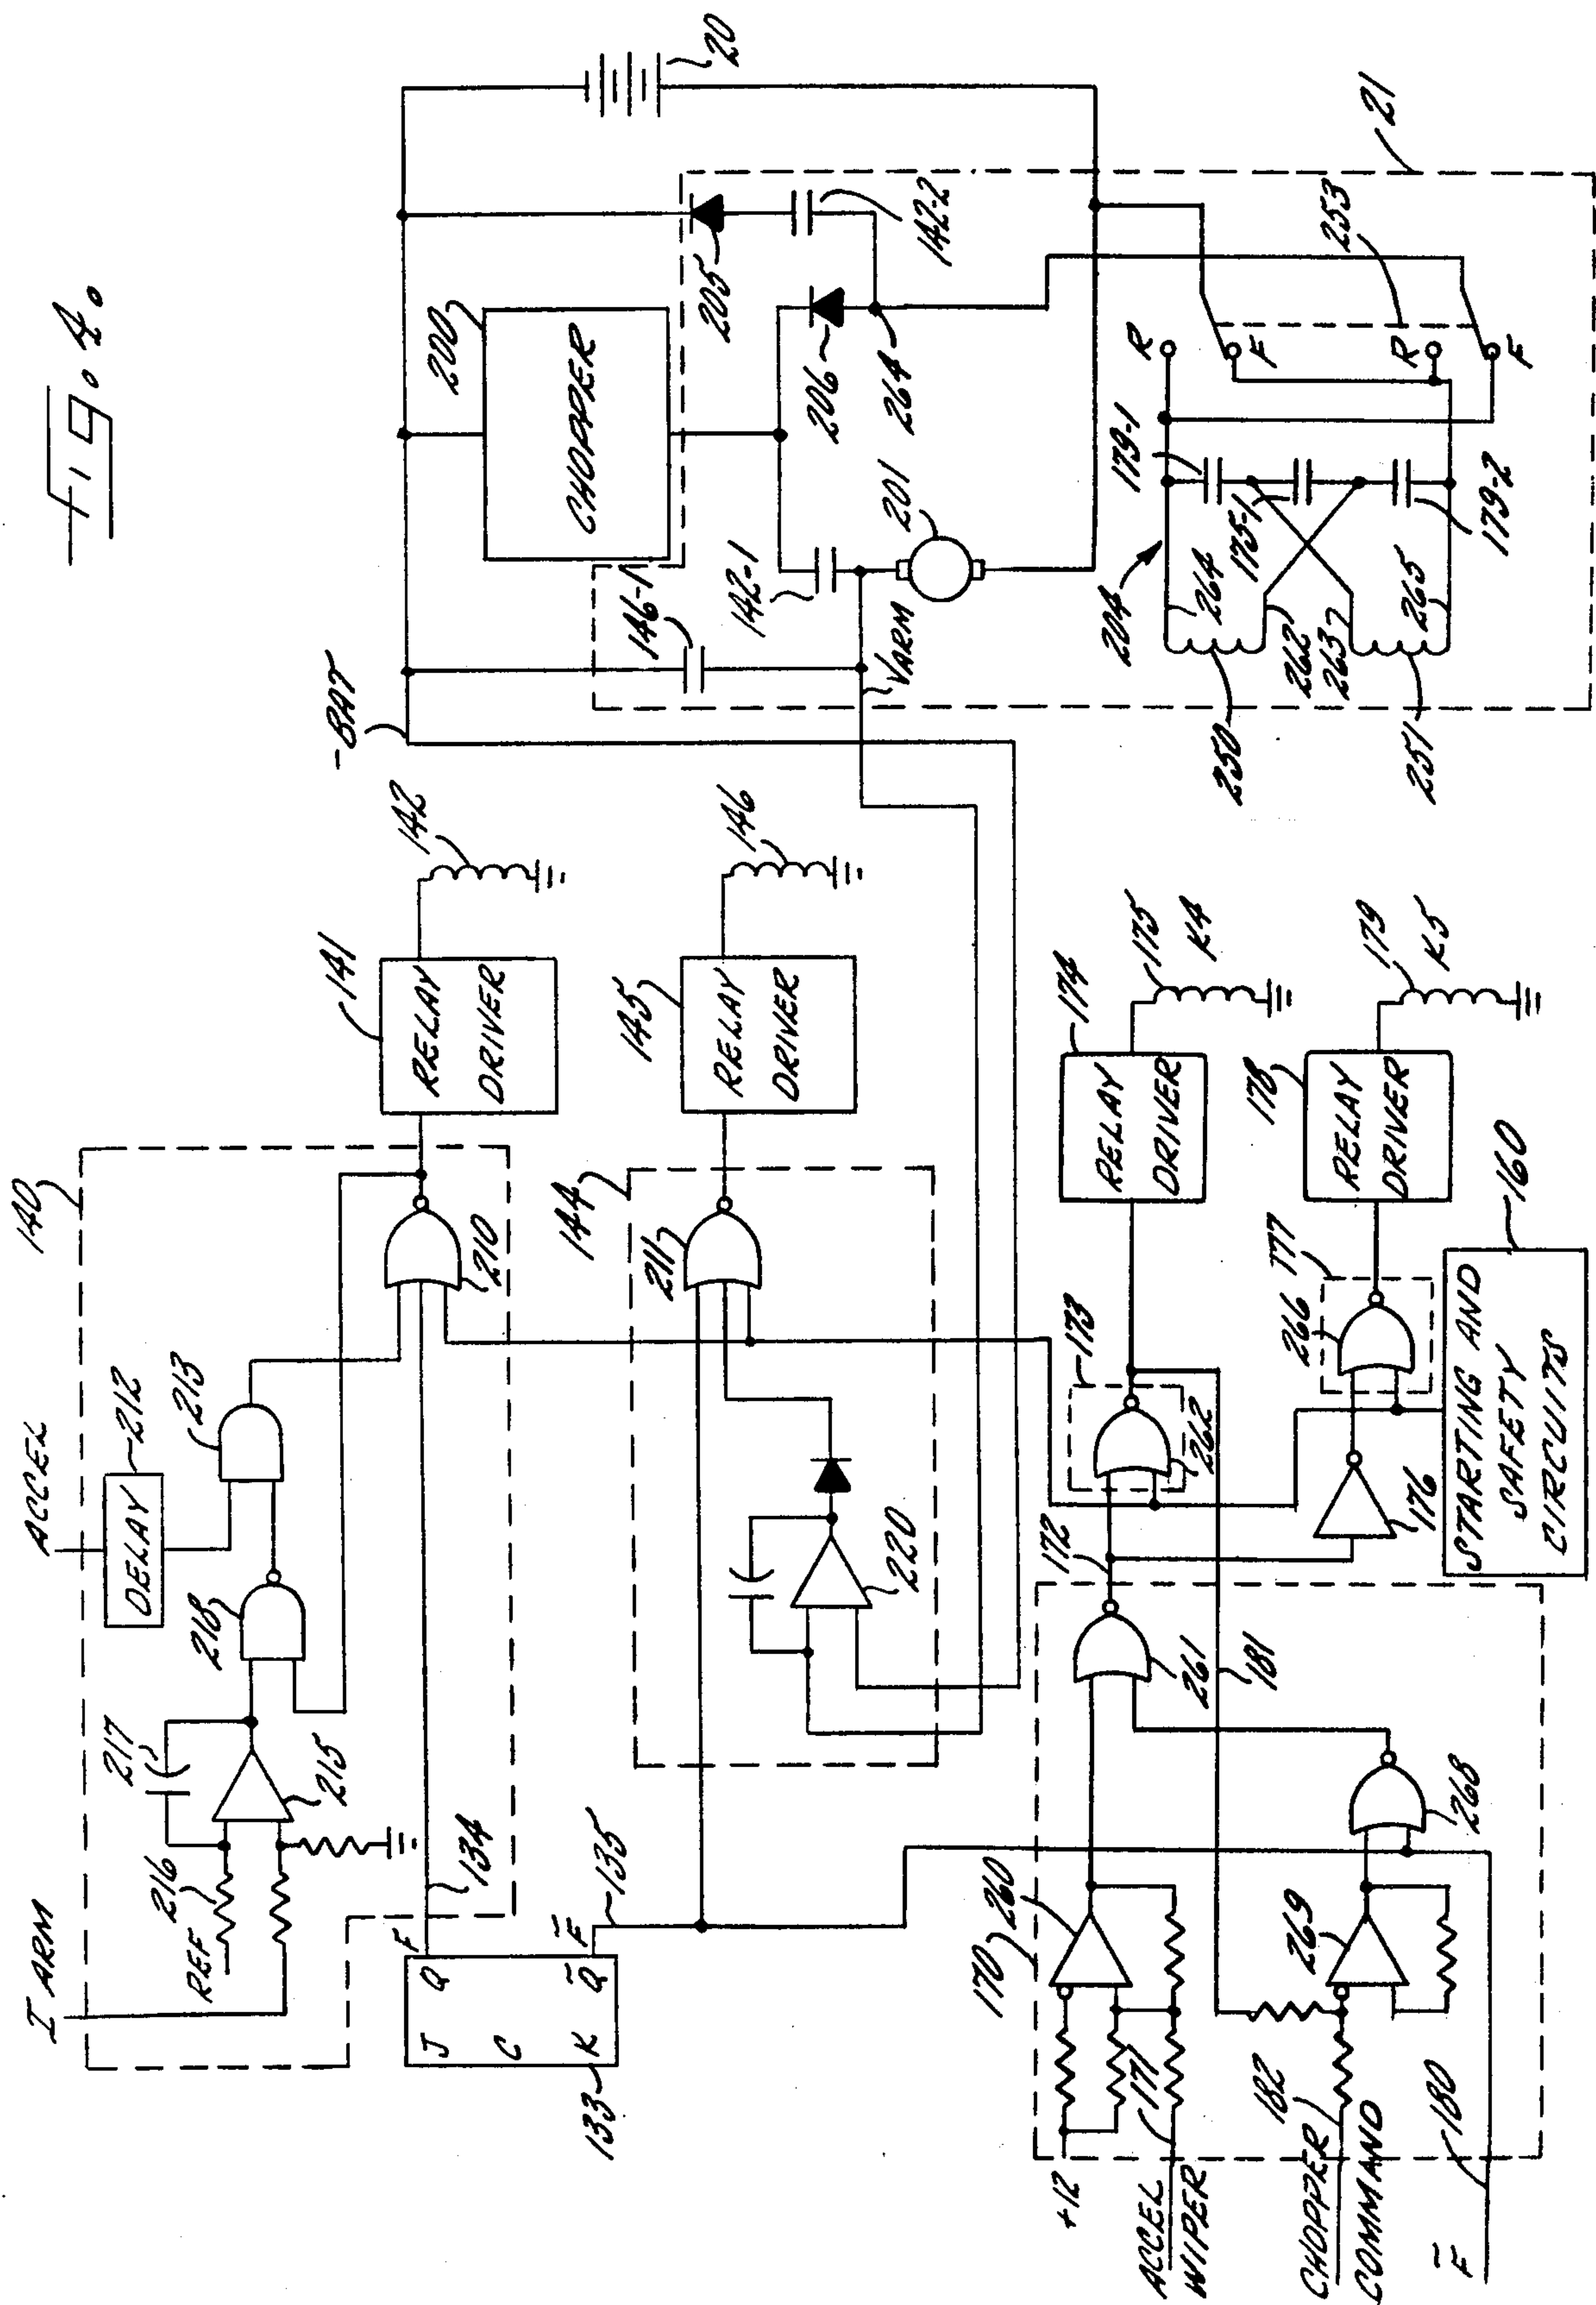 Fig. 4.
I ARM
ACCEL
140
DELAY
212
213
218
217
215
216
REF
210
141
RELAY
DRIVER
142
-BAT
F
134
J Q
C
K Q̄
F̄
135
133
144
211
220
145
RELAY
DRIVER
146
200
CHOPPER
20
146-1
142-1
201
VARM
206
264
205
142-2
21
204
264
250
262
263
251
265
179-1
175-1
179-2
R
F
R
F
253
170
+12
260
171
ACCEL
WIPER
182
CHOPPER
COMMAND
180
F̄
269
268
261
181
172
173
262
174
RELAY
DRIVER
175
K4
176
177
266
178
RELAY
DRIVER
179
K5
160
STARTING AND
SAFETY
CIRCUITS